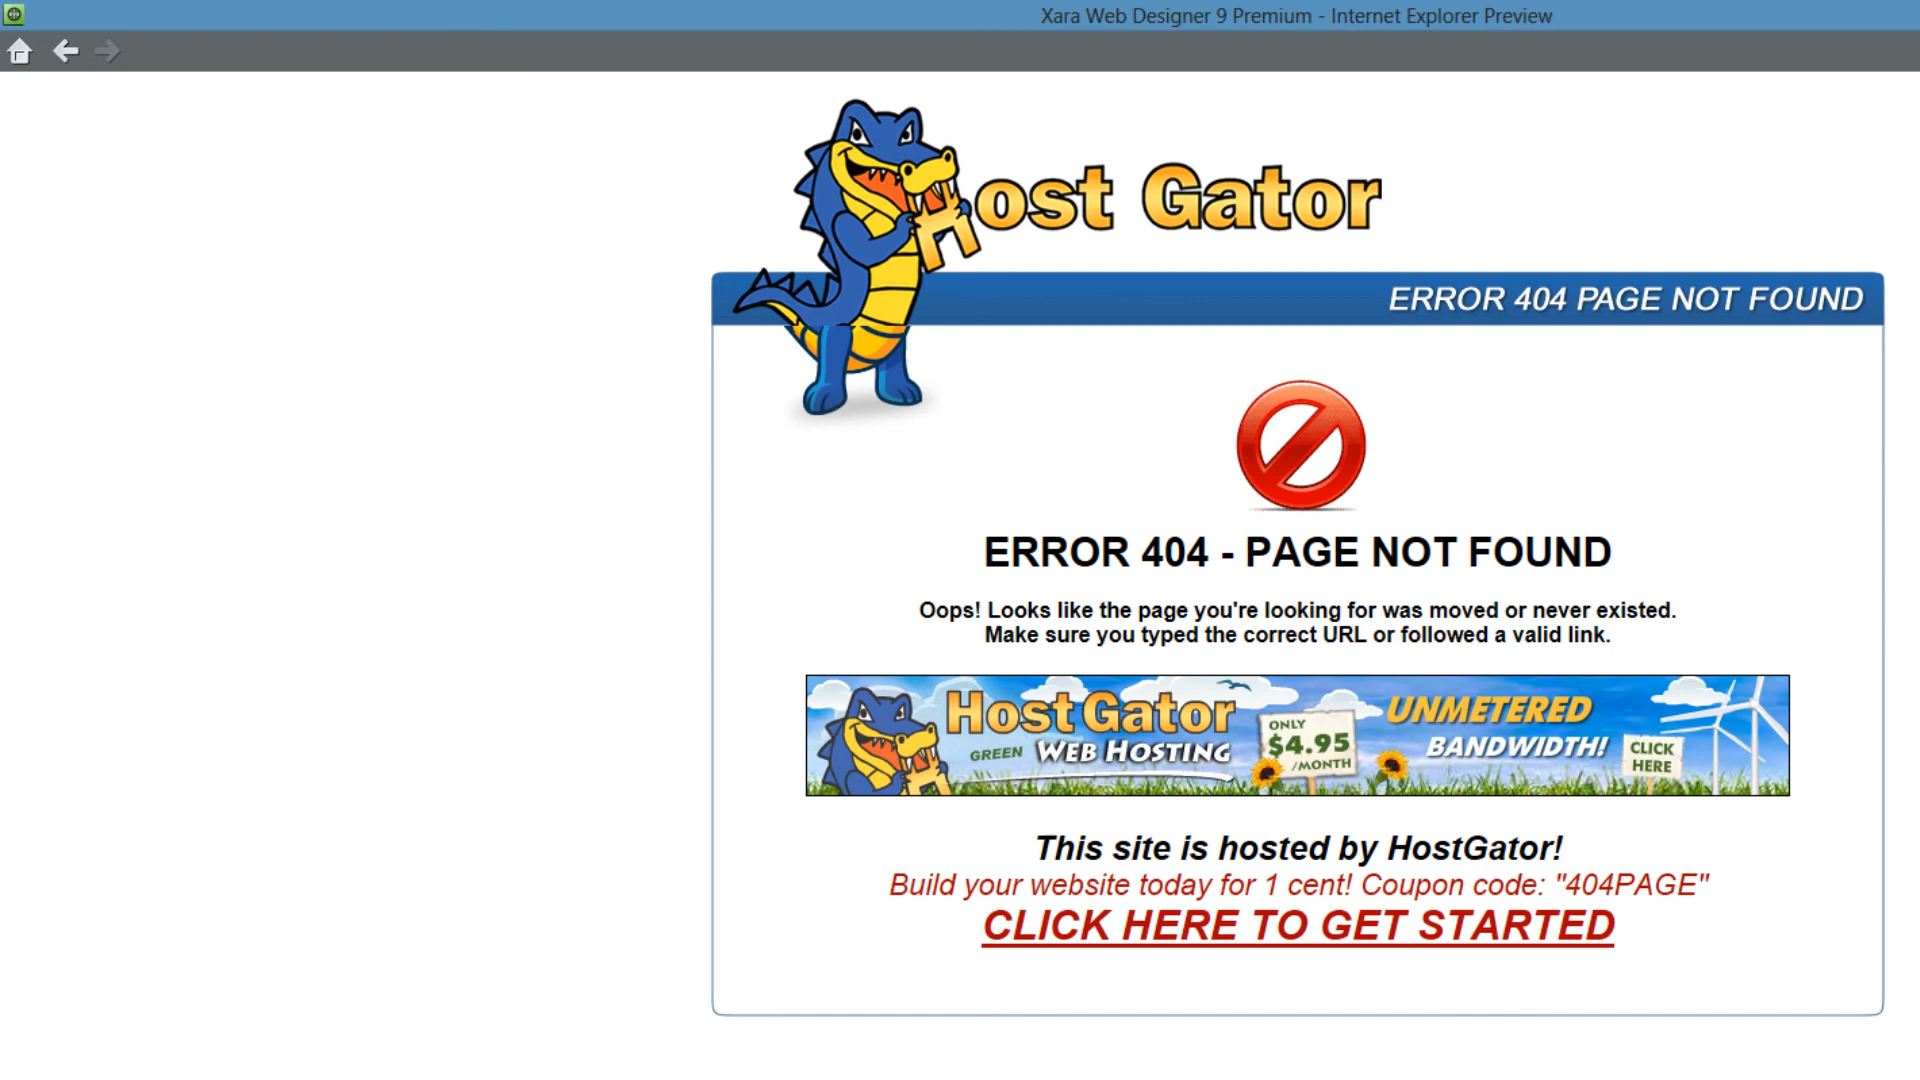 Xara Web Designer 9 Premium - Internet Explorer Preview
Host Gator
ERROR 404 PAGE NOT FOUND
ERROR 404 - PAGE NOT FOUND
Oops! Looks like the page you're looking for was moved or never existed.
Make sure you typed the correct URL or followed a valid link.
HostGator
GREEN WEB HOSTING
ONLY
$4.95
/MONTH
UNMETERED
BANDWIDTH!
CLICK
HERE
This site is hosted by HostGator!
Build your website today for 1 cent! Coupon code: "404PAGE"
CLICK HERE TO GET STARTED